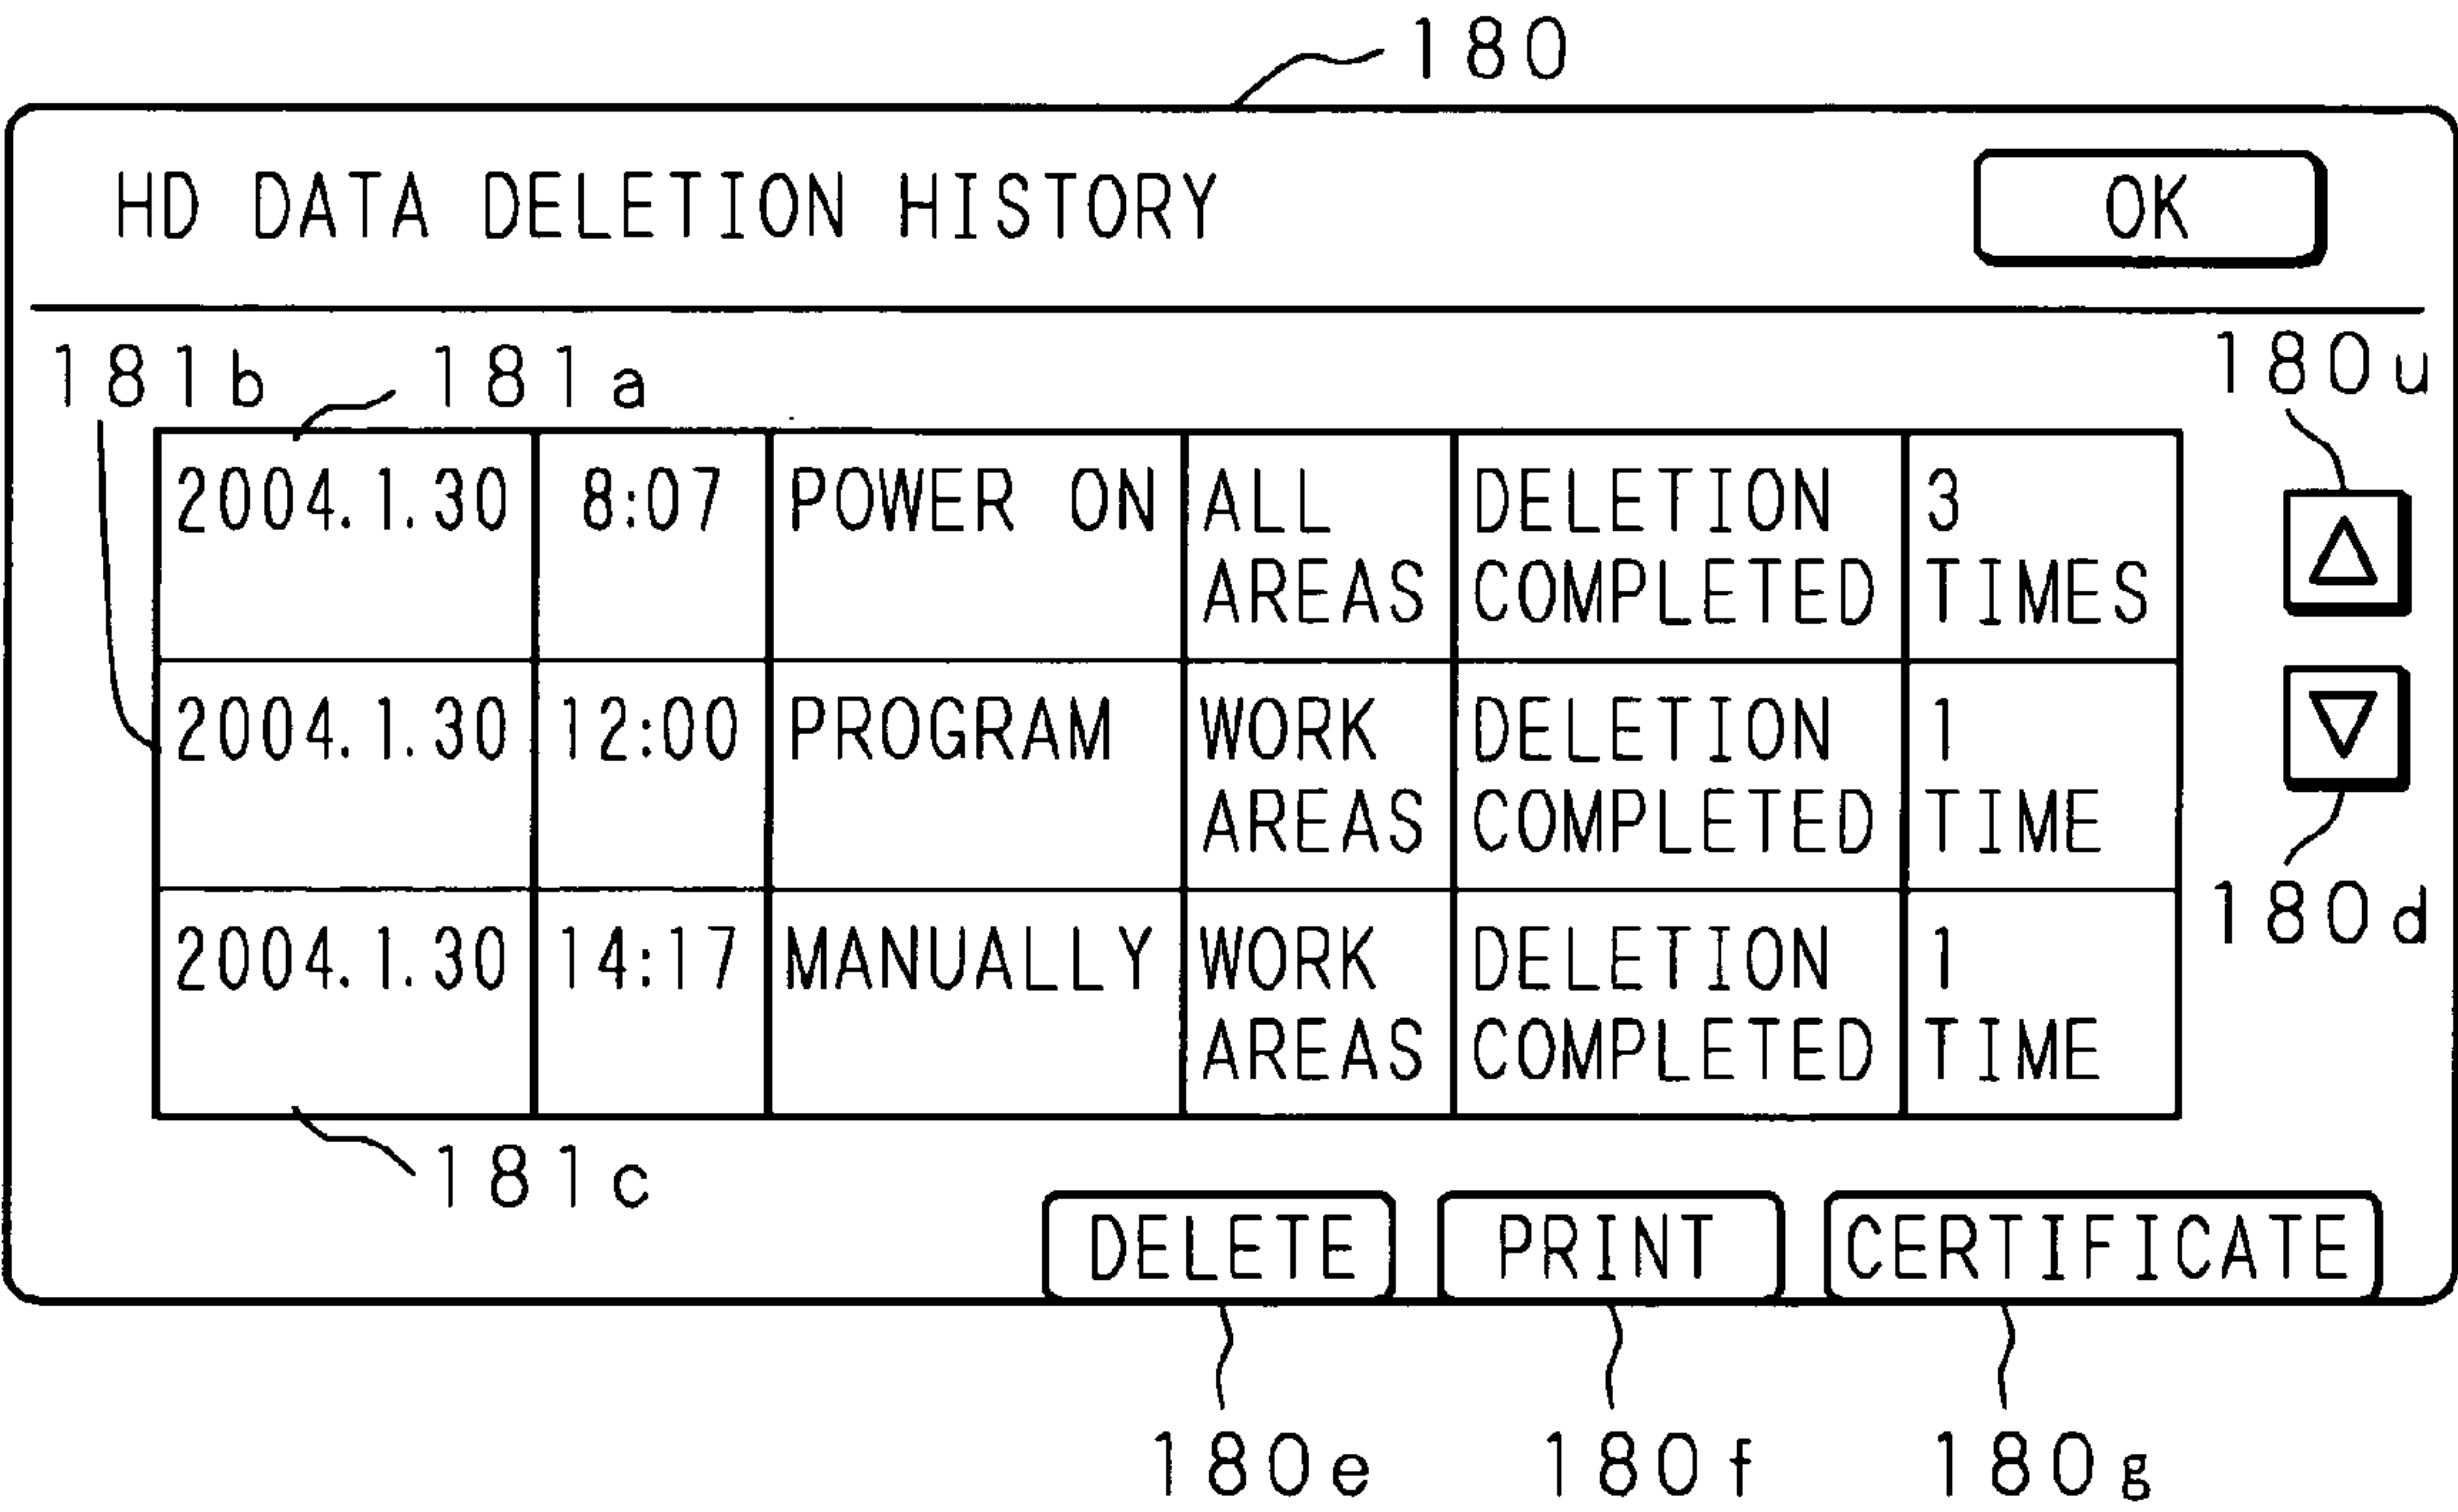 180
HD DATA DELETION HISTORY
OK
181b
181a
180u
2004.1.30 8:07 POWER ON ALL AREAS DELETION COMPLETED 3 TIMES
2004.1.30 12:00 PROGRAM WORK AREAS DELETION COMPLETED 1 TIME
2004.1.30 14:17 MANUALLY WORK AREAS DELETION COMPLETED 1 TIME
180d
181c
DELETE
PRINT
CERTIFICATE
180e
180f
180g